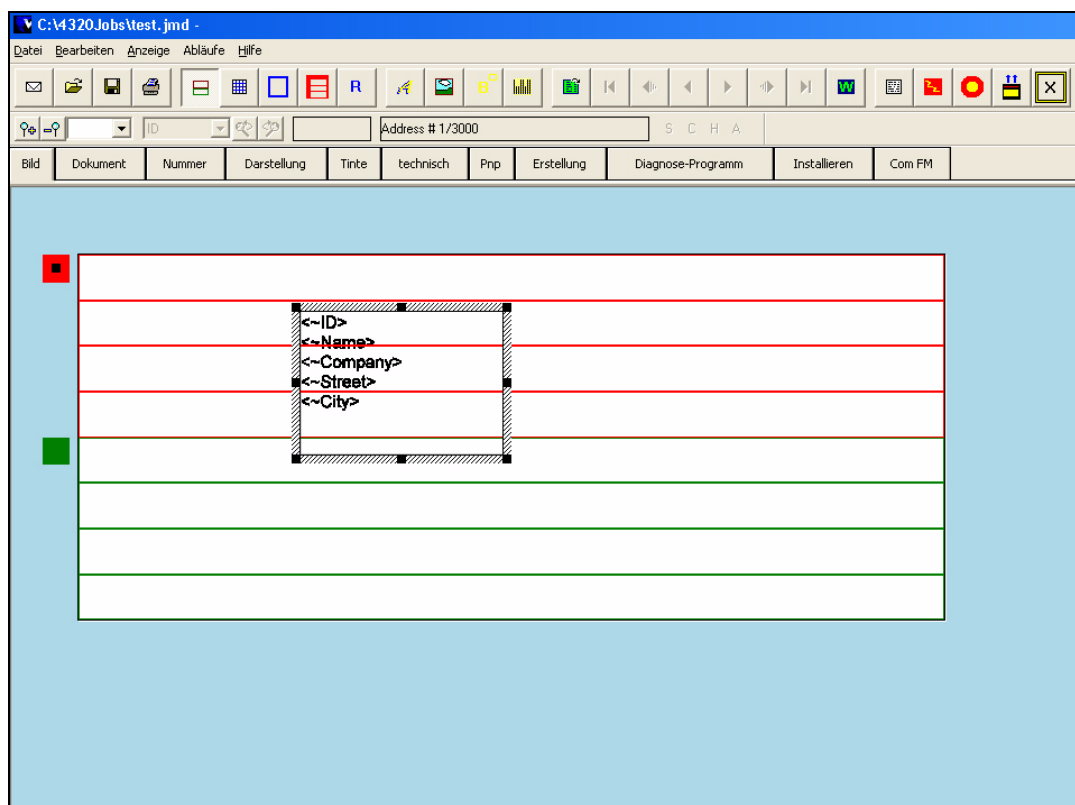 C:\4320Jobs\test.jmd -
Datei Bearbeiten Anzeige Abläufe Hilfe
R B W
ID Address # 1/3000 S C H A
Bild Dokument Nummer Darstellung Tinte technisch Pnp Erstellung Diagnose-Programm Installieren Com FM
<~ID>
<~Name>
<~Company>
<~Street>
<~City>